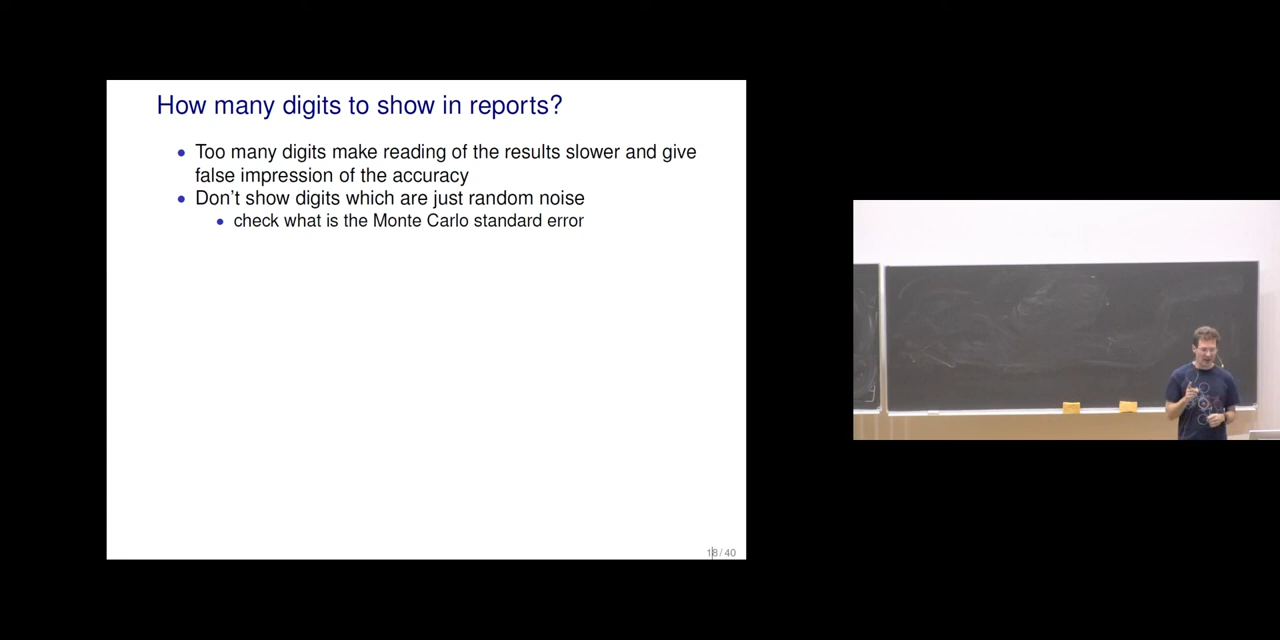 How many digits to show in reports?
• Too many digits make reading of the results slower and give
false impression of the accuracy
• Don't show digits which are just random noise
• check what is the Monte Carlo standard error
18 / 40